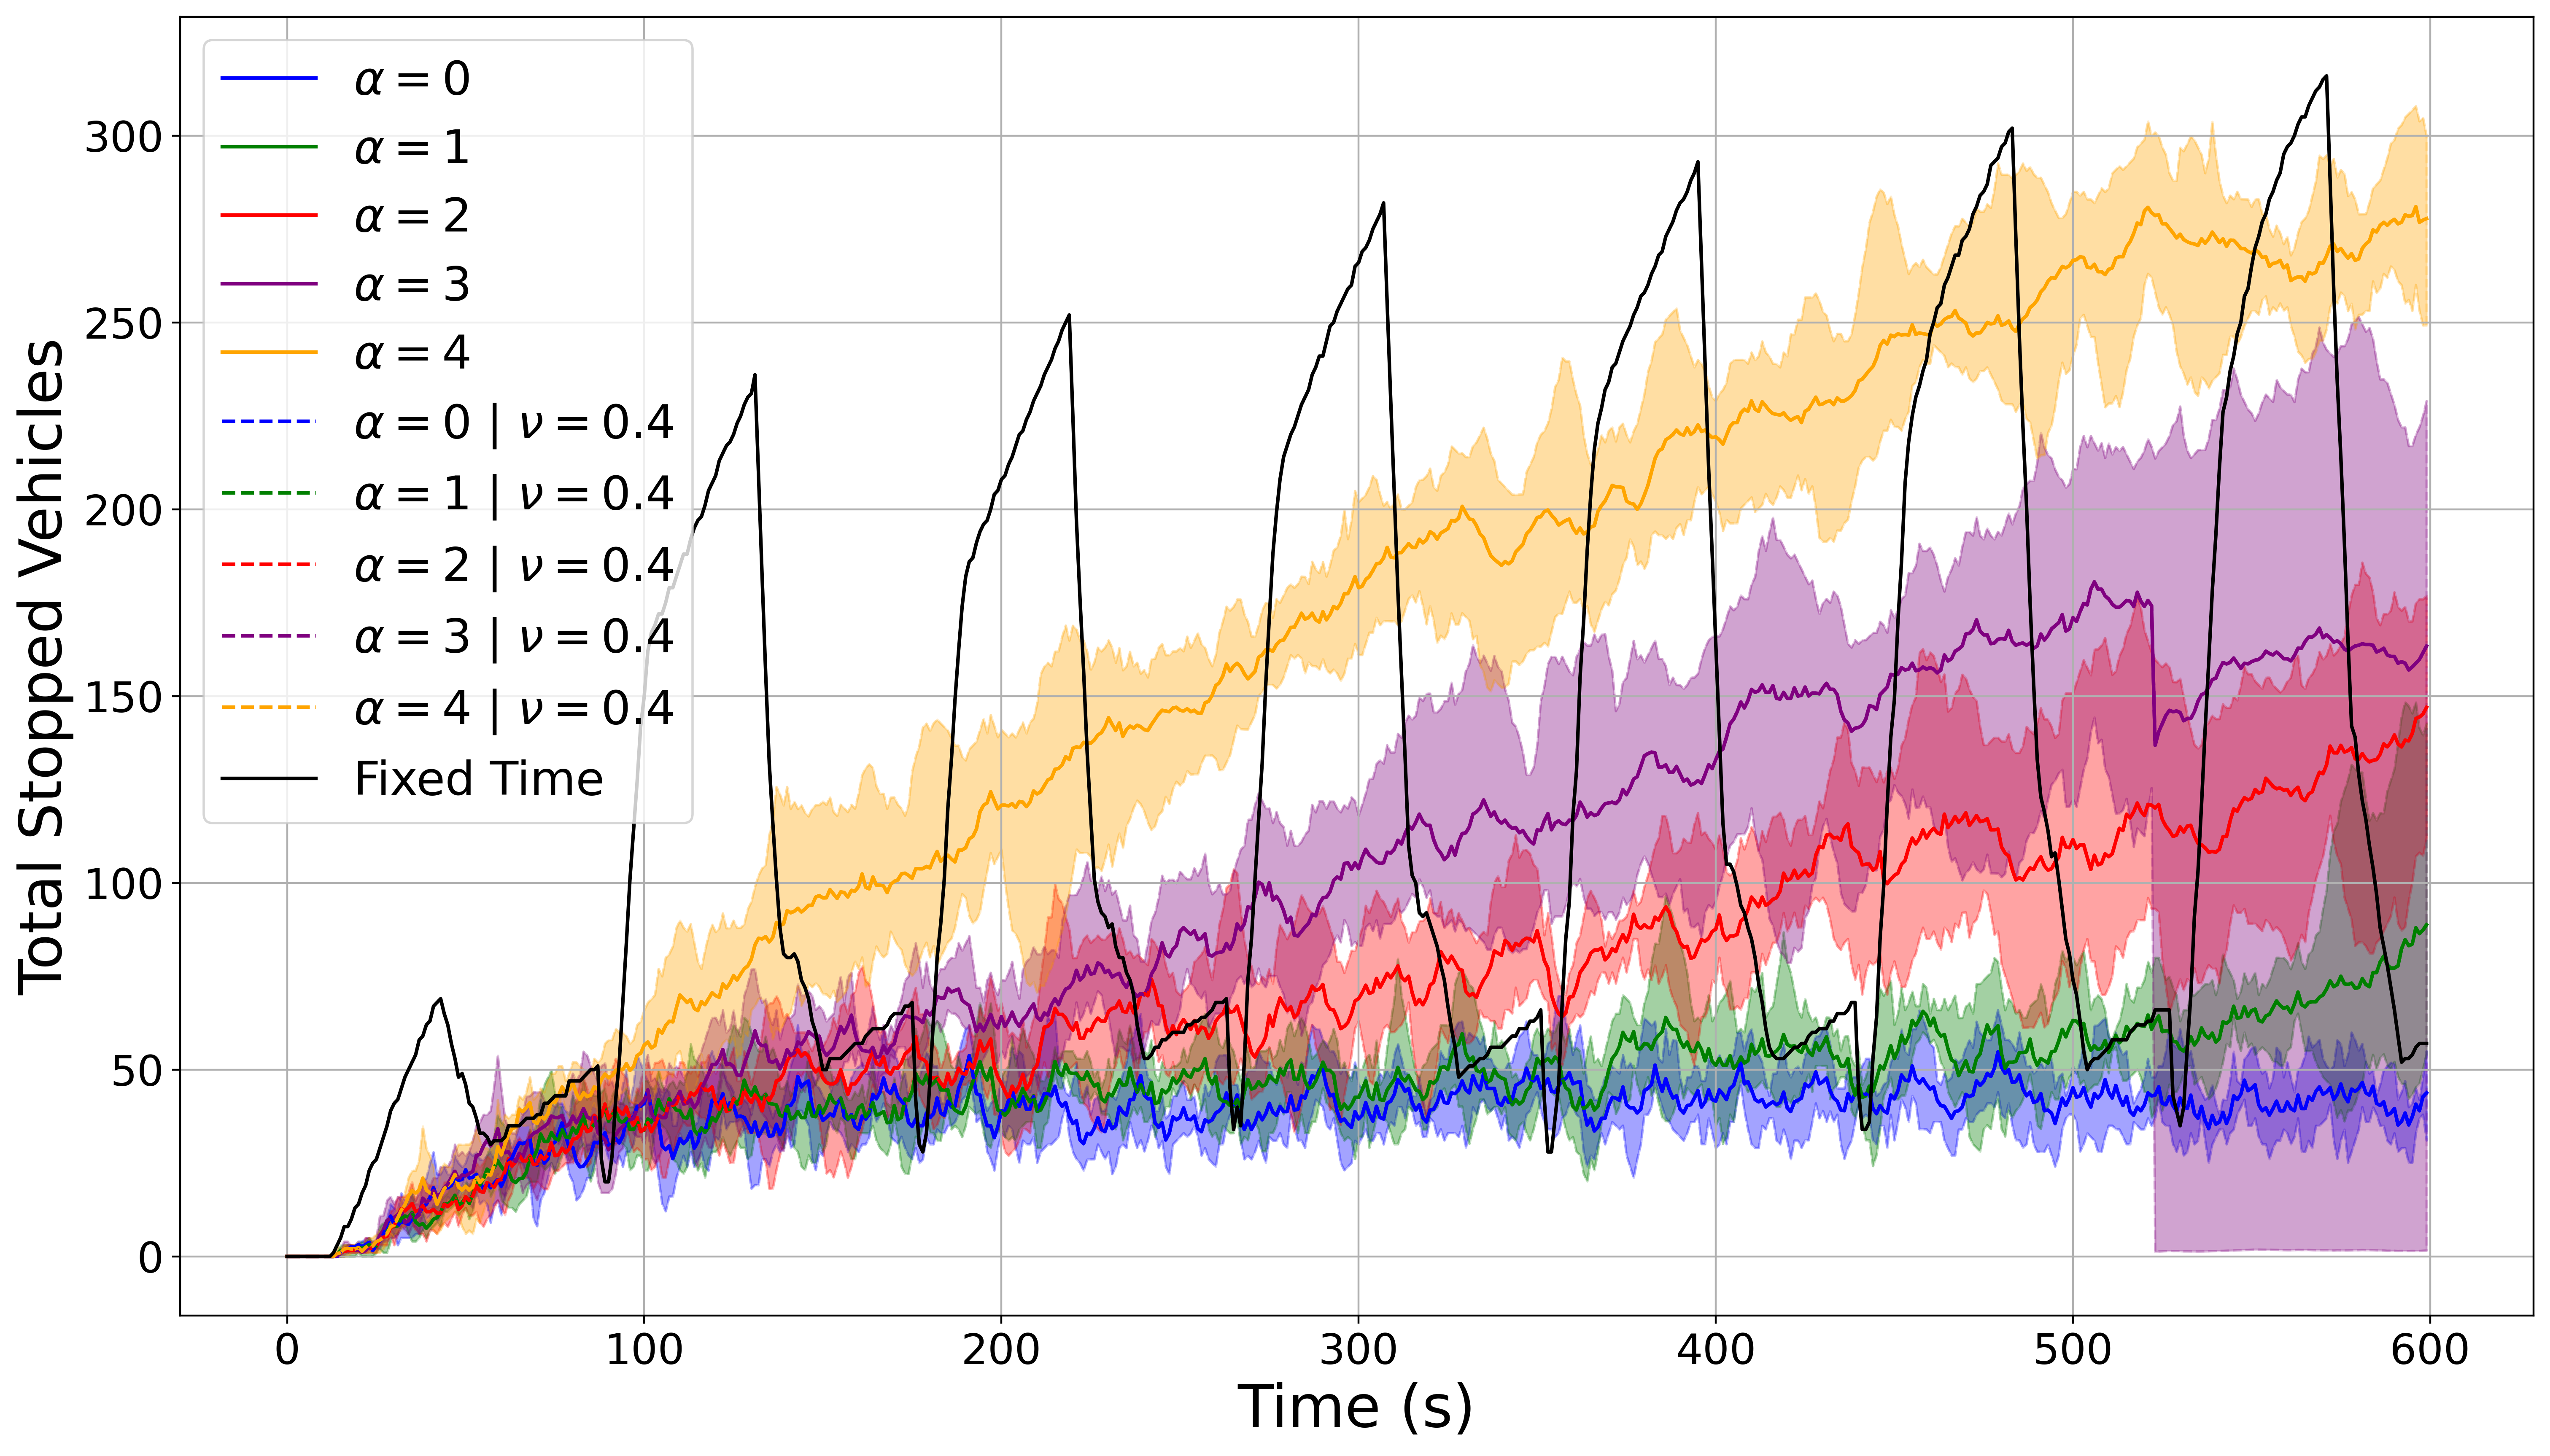 α = 0
α = 1
α = 2
α = 3
α = 4
α = 0 | ν = 0.4
α = 1 | ν = 0.4
α = 2 | ν = 0.4
α = 3 | ν = 0.4
α = 4 | ν = 0.4
Fixed Time
Total Stopped Vehicles
300
250
200
150
100
50
0
0 100 200 300 400 500 600
Time (s)